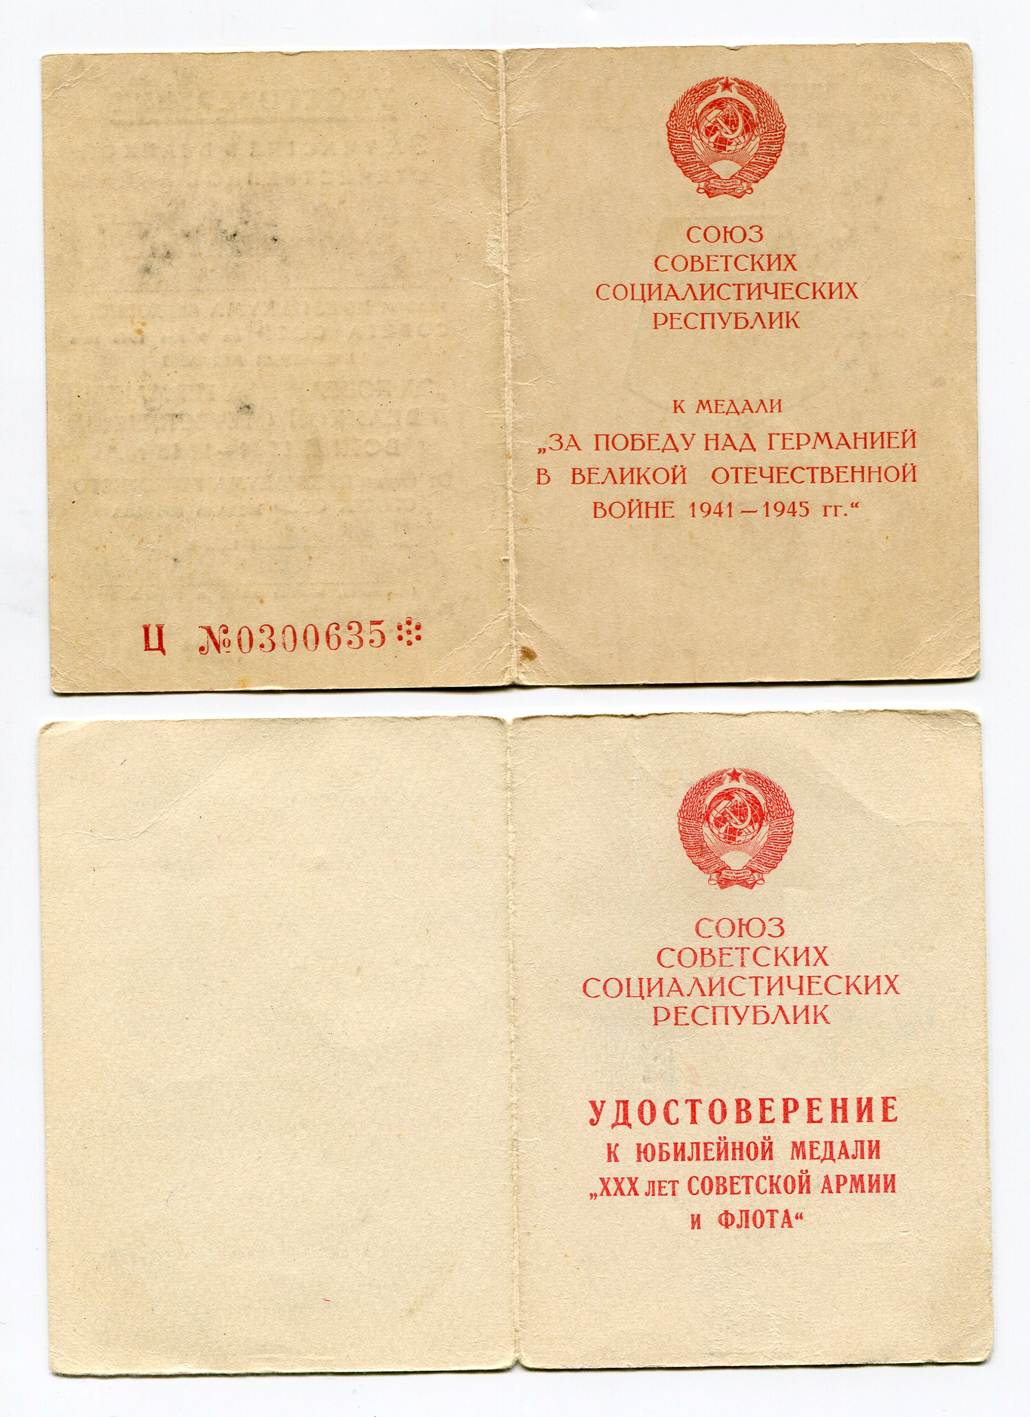 СОЮЗ
СОВЕТСКИХ
СОЦИАЛИСТИЧЕСКИХ
РЕСПУБЛИК
К МЕДАЛИ
„ЗА ПОБЕДУ НАД ГЕРМАНИЕЙ
В ВЕЛИКОЙ ОТЕЧЕСТВЕННОЙ
ВОЙНЕ 1941—1945 гг.“
Ц №0300635
СОЮЗ
СОВЕТСКИХ
СОЦИАЛИСТИЧЕСКИХ
РЕСПУБЛИК
УДОСТОВЕРЕНИЕ
К ЮБИЛЕЙНОЙ МЕДАЛИ
„XXX ЛЕТ СОВЕТСКОЙ АРМИИ
И ФЛОТА“